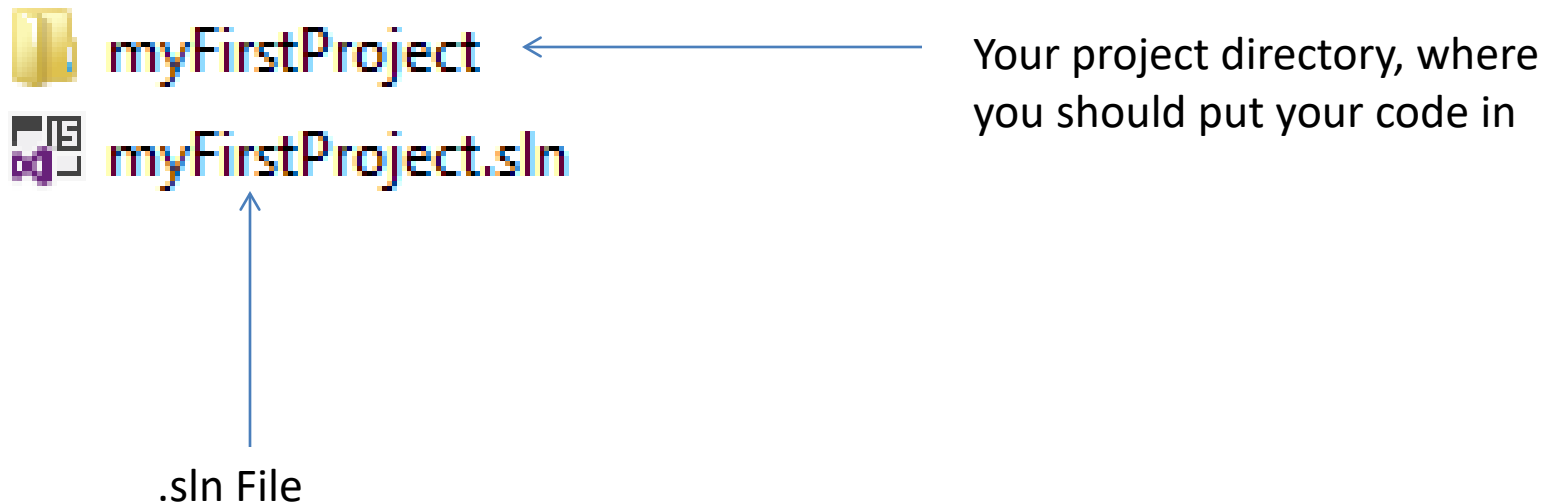 myFirstProject
Your project directory, where
you should put your code in
myFirstProject.sln
.sln File